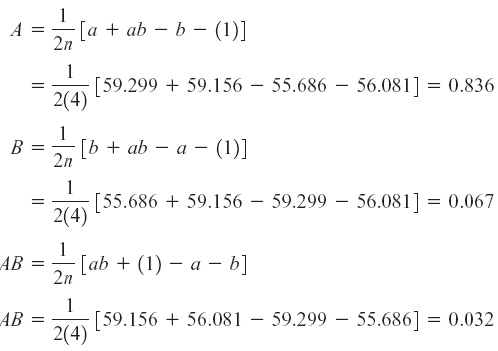 A = 1/2n [a + ab − b − (1)]
= 1/2(4) [59.299 + 59.156 − 55.686 − 56.081] = 0.836
B = 1/2n [b + ab − a − (1)]
= 1/2(4) [55.686 + 59.156 − 59.299 − 56.081] = 0.067
AB = 1/2n [ab + (1) − a − b]
AB = 1/2(4) [59.156 + 56.081 − 59.299 − 55.686] = 0.032